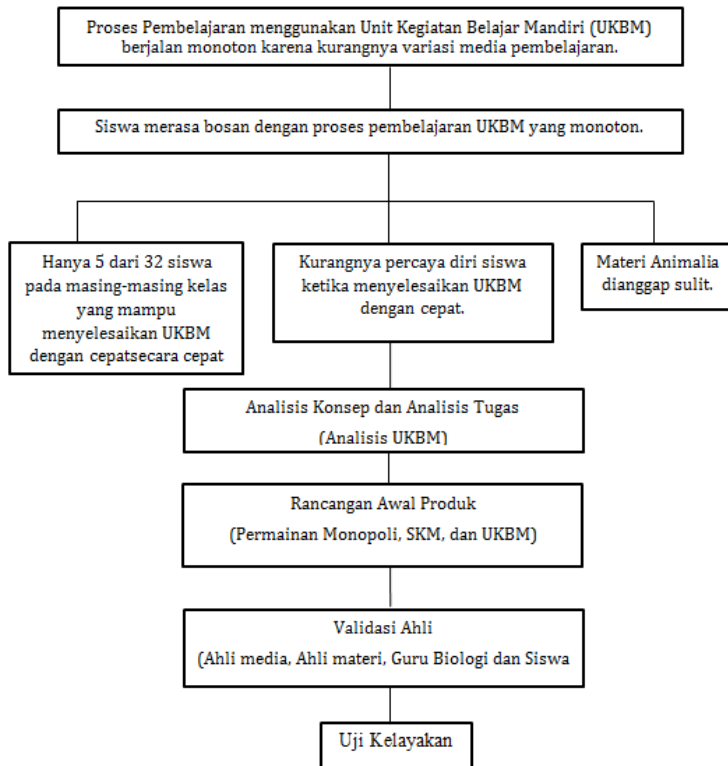 Proses Pembelajaran menggunakan Unit Kegiatan Belajar Mandiri (UKBM)
berjalan monoton karena kurangnya variasi media pembelajaran.
Siswa merasa bosan dengan proses pembelajaran UKBM yang monoton.
Hanya 5 dari 32 siswa
pada masing-masing kelas
yang mampu
menyelesaikan UKBM
dengan cepatsecara cepat
Kurangnya percaya diri siswa
ketika menyelesaikan UKBM
dengan cepat.
Materi Animalia
dianggap sulit.
Analisis Konsep dan Analisis Tugas
(Analisis UKBM)
Rancangan Awal Produk
(Permainan Monopoli, SKM, dan UKBM)
Validasi Ahli
(Ahli media, Ahli materi, Guru Biologi dan Siswa
Uji Kelayakan